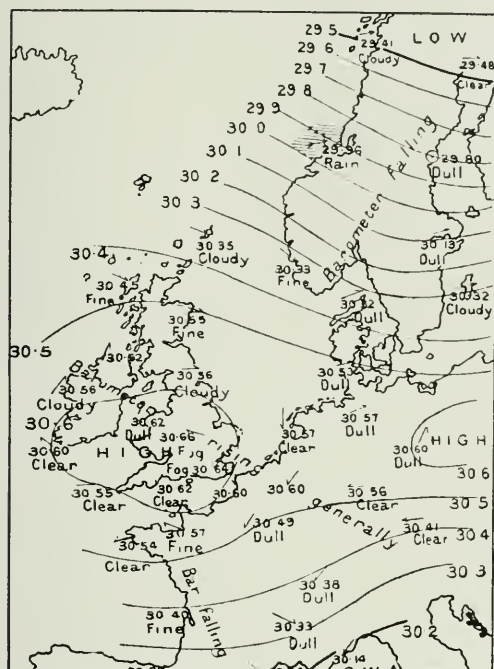 29 5
LOW
29 6
29.41
Cloudy
29 7
29.48
Clear
29 8
29 9
30 0
29.96
Rain
29 80
Dull
30 1
Barometer falling
30 2
30 3
30 35
Cloudy
30.13
Dull
30.4
30.33
Fine
30 32
Cloudy
30 45
Fine
Dull
30.55
Fine
30.5
30.52
30 56
Cloudy
30.56
Cloudy
Dull
30.57
Dull
30.6
30.62
Dull
30.57
Clear
30 60
Clear
HIGH
30.66
Fog
rising
30 60
Dull
HIGH
Fog
30 64
30 6
30.55
Clear
30 62
Clear
30.60
30 60
30 56
Clear
30 5
generally
30 57
Fine
30 49
Dull
30 41
Clear
30 4
30 54
Clear
30 3
Bar falling
30 38
Dull
30 40
Fine
30 33
Dull
30 2
30 14